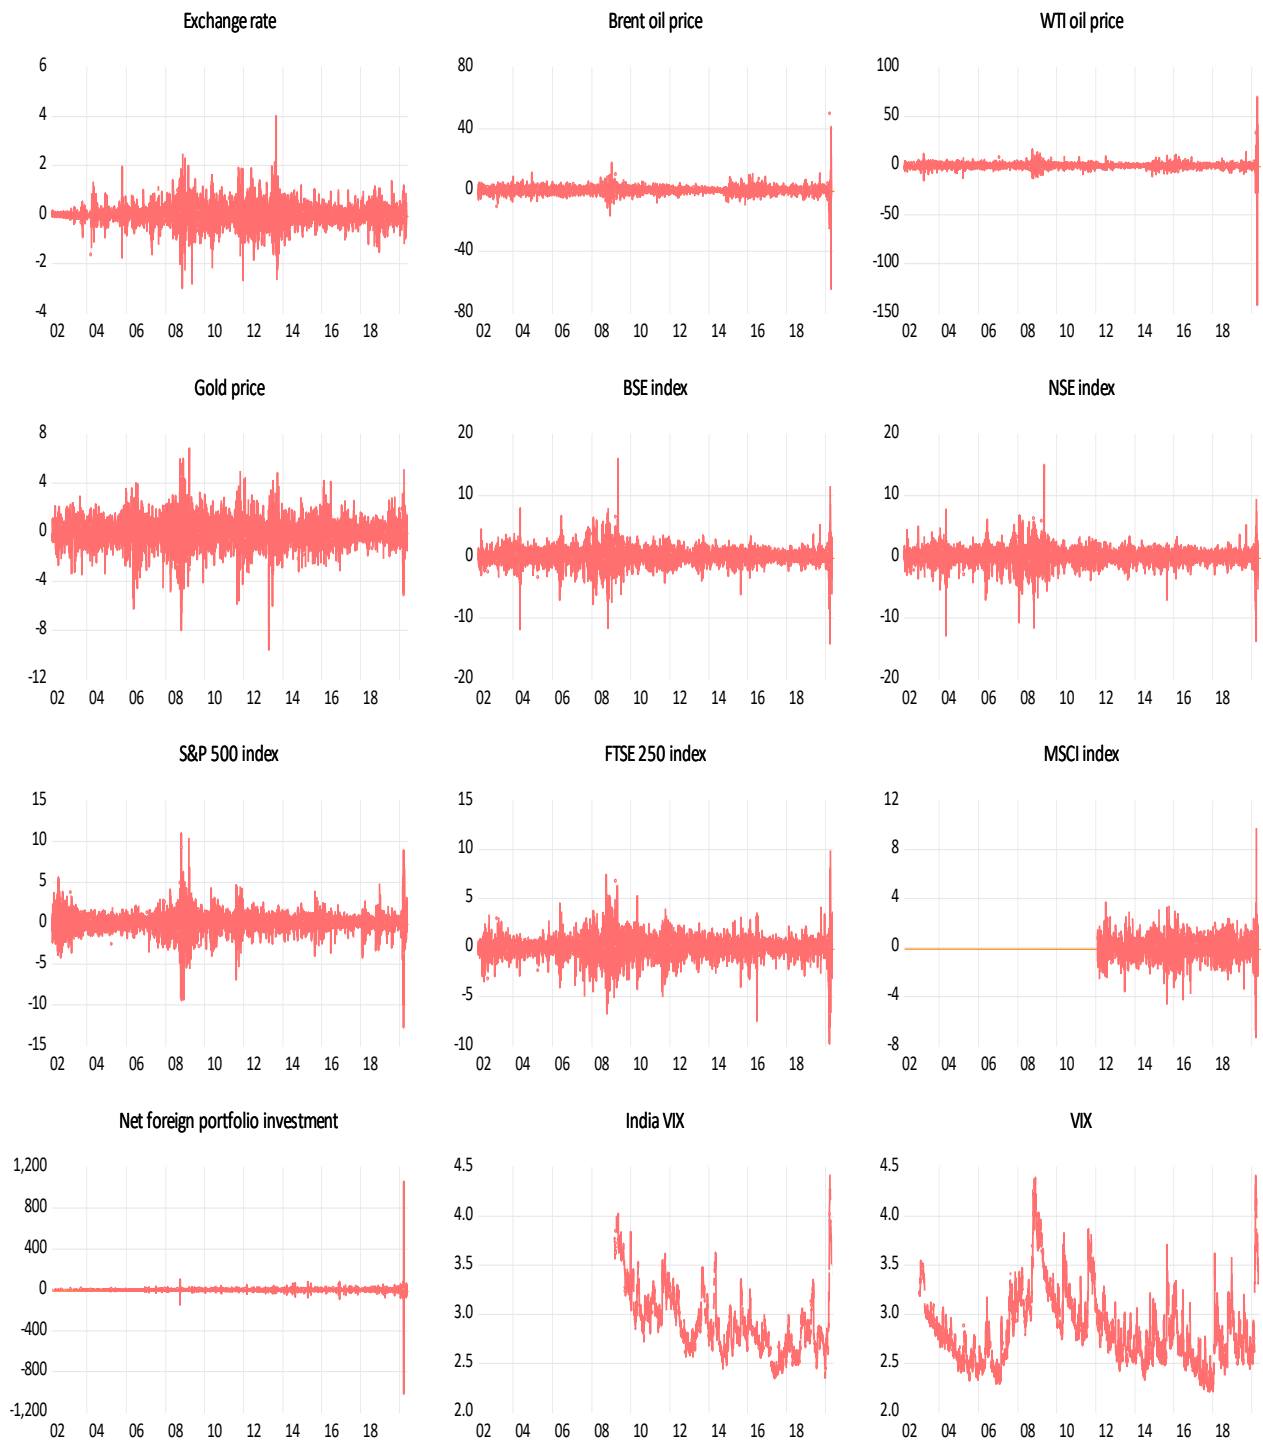 Exchange rate
6
4
2
0
-2
-4
02 04 06 08 10 12 14 16 18
Brent oil price
80
40
0
-40
-80
02 04 06 08 10 12 14 16 18
WTI oil price
100
50
0
-50
-100
-150
02 04 06 08 10 12 14 16 18
Gold price
8
4
0
-4
-8
-12
02 04 06 08 10 12 14 16 18
BSE index
20
10
0
-10
-20
02 04 06 08 10 12 14 16 18
NSE index
20
10
0
-10
-20
02 04 06 08 10 12 14 16 18
S&P 500 index
15
10
5
0
-5
-10
-15
02 04 06 08 10 12 14 16 18
FTSE 250 index
15
10
5
0
-5
-10
02 04 06 08 10 12 14 16 18
MSCI index
12
8
4
0
-4
-8
02 04 06 08 10 12 14 16 18
Net foreign portfolio investment
1,200
800
400
0
-400
-800
-1,200
02 04 06 08 10 12 14 16 18
India VIX
4.5
4.0
3.5
3.0
2.5
2.0
02 04 06 08 10 12 14 16 18
VIX
4.5
4.0
3.5
3.0
2.5
2.0
02 04 06 08 10 12 14 16 18